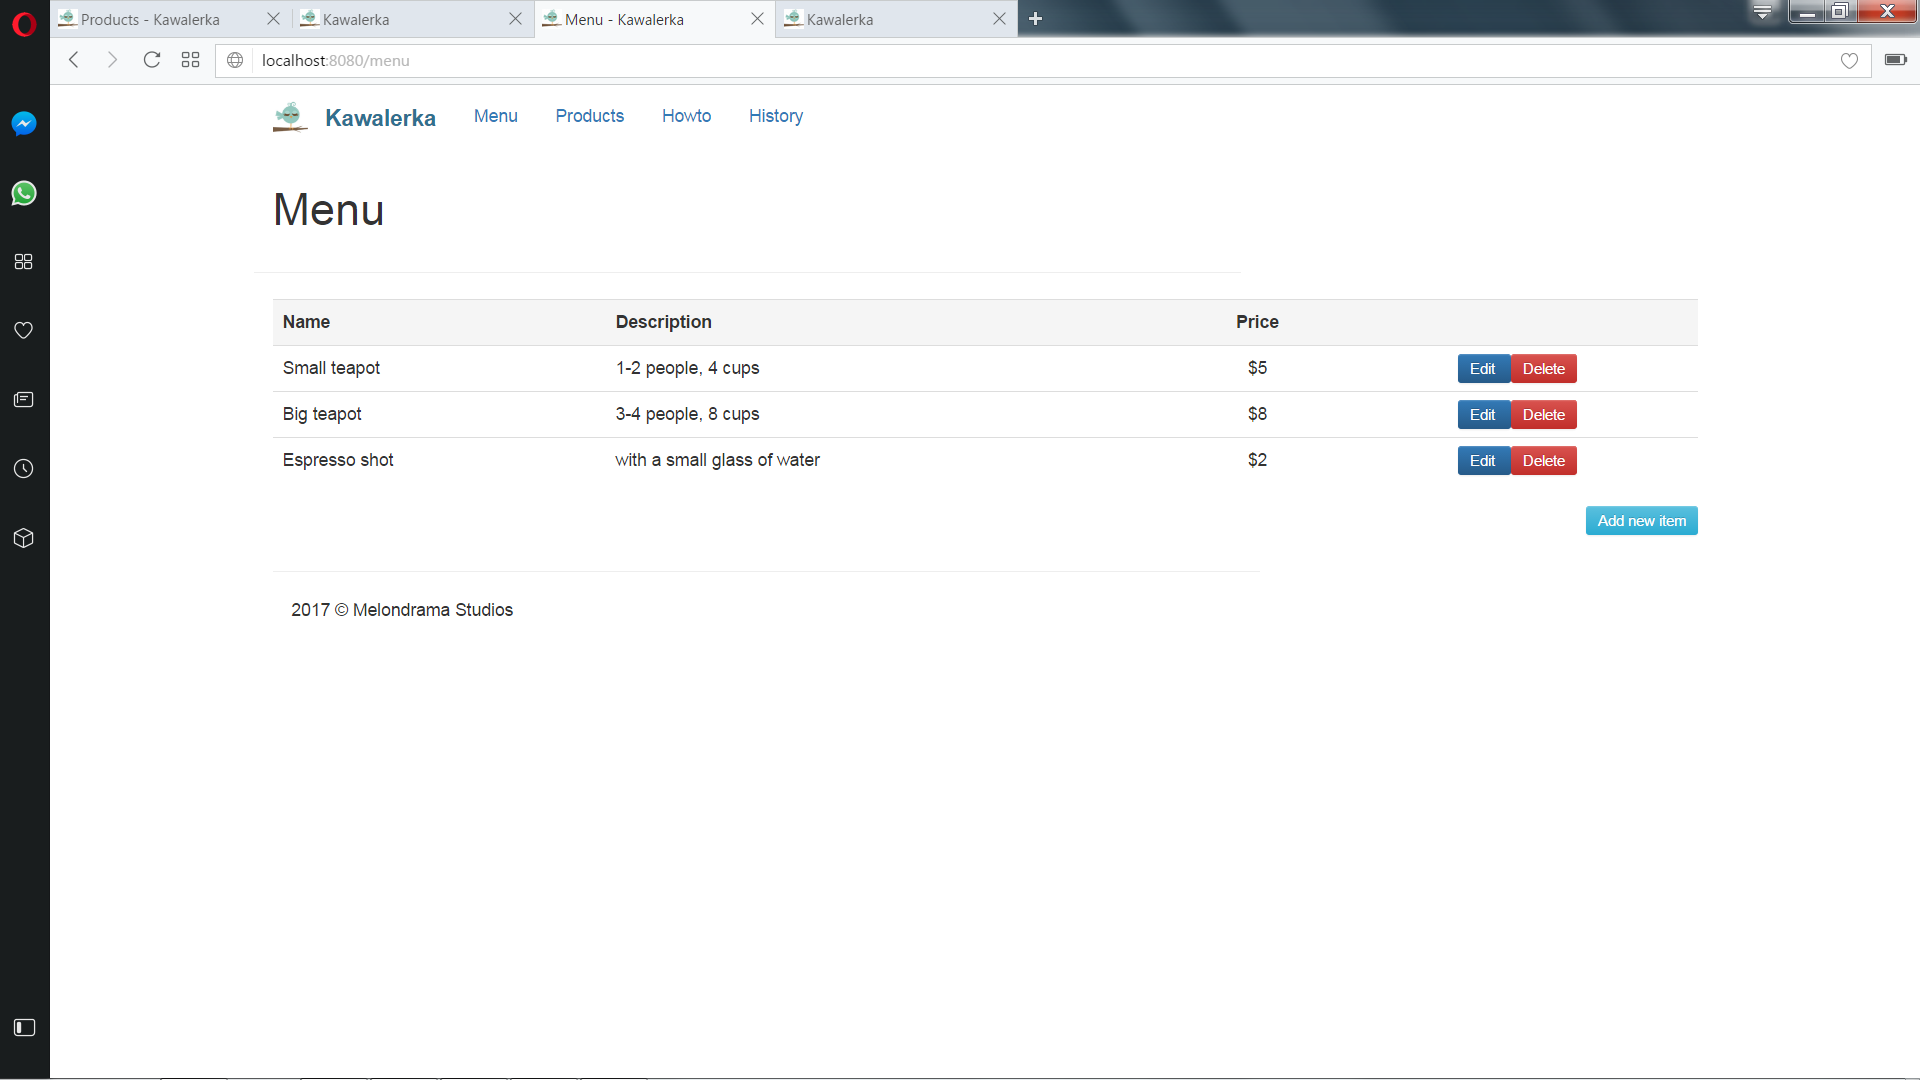 Products - Kawalerka Kawalerka Menu - Kawalerka Kawalerka
localhost:8080/menu
Kawalerka Menu Products Howto History
Menu
Name Description Price
Small teapot 1-2 people, 4 cups $5 Edit Delete
Big teapot 3-4 people, 8 cups $8 Edit Delete
Espresso shot with a small glass of water $2 Edit Delete
Add new item
2017 © Melondrama Studios